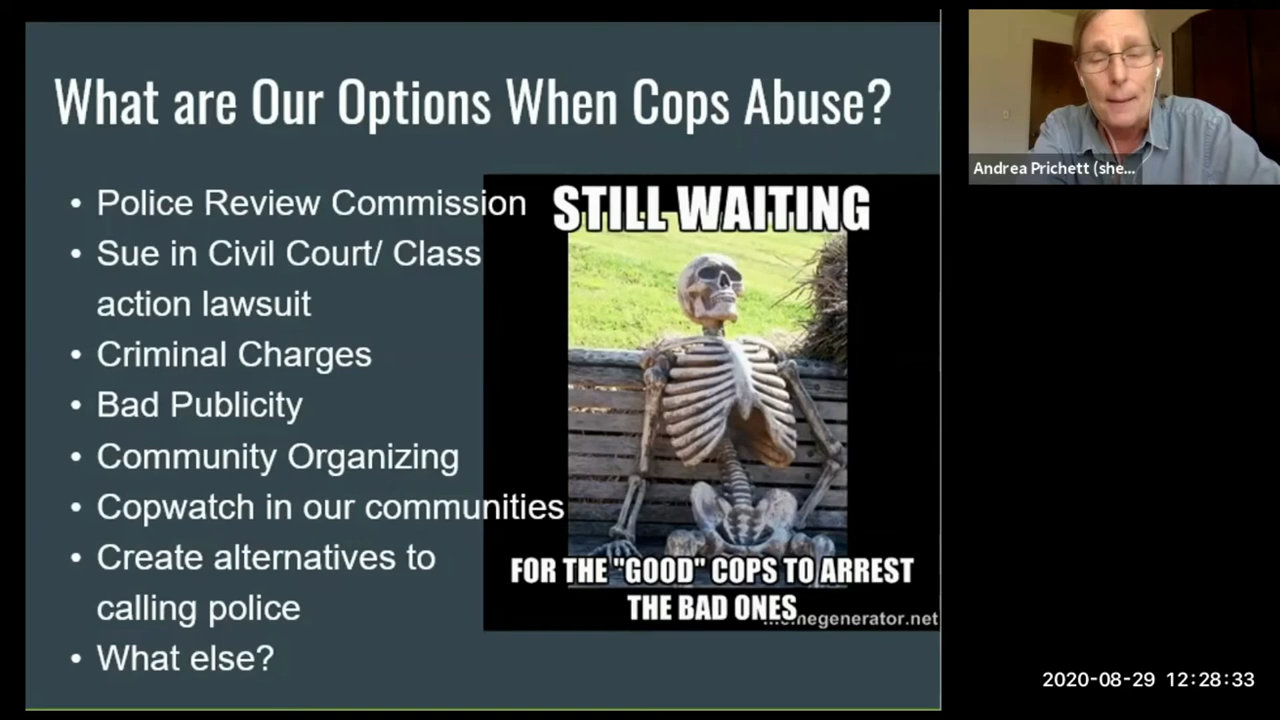 What are Our Options When Cops Abuse?
• Police Review Commission
• Sue in Civil Court/ Class
action lawsuit
• Criminal Charges
• Bad Publicity
• Community Organizing
• Copwatch in our communities
• Create alternatives to
calling police
• What else?
STILL WAITING
FOR THE "GOOD" COPS TO ARREST
THE BAD ONES
memegenerator.net
Andrea Prichett (she...
2020-08-29 12:28:33